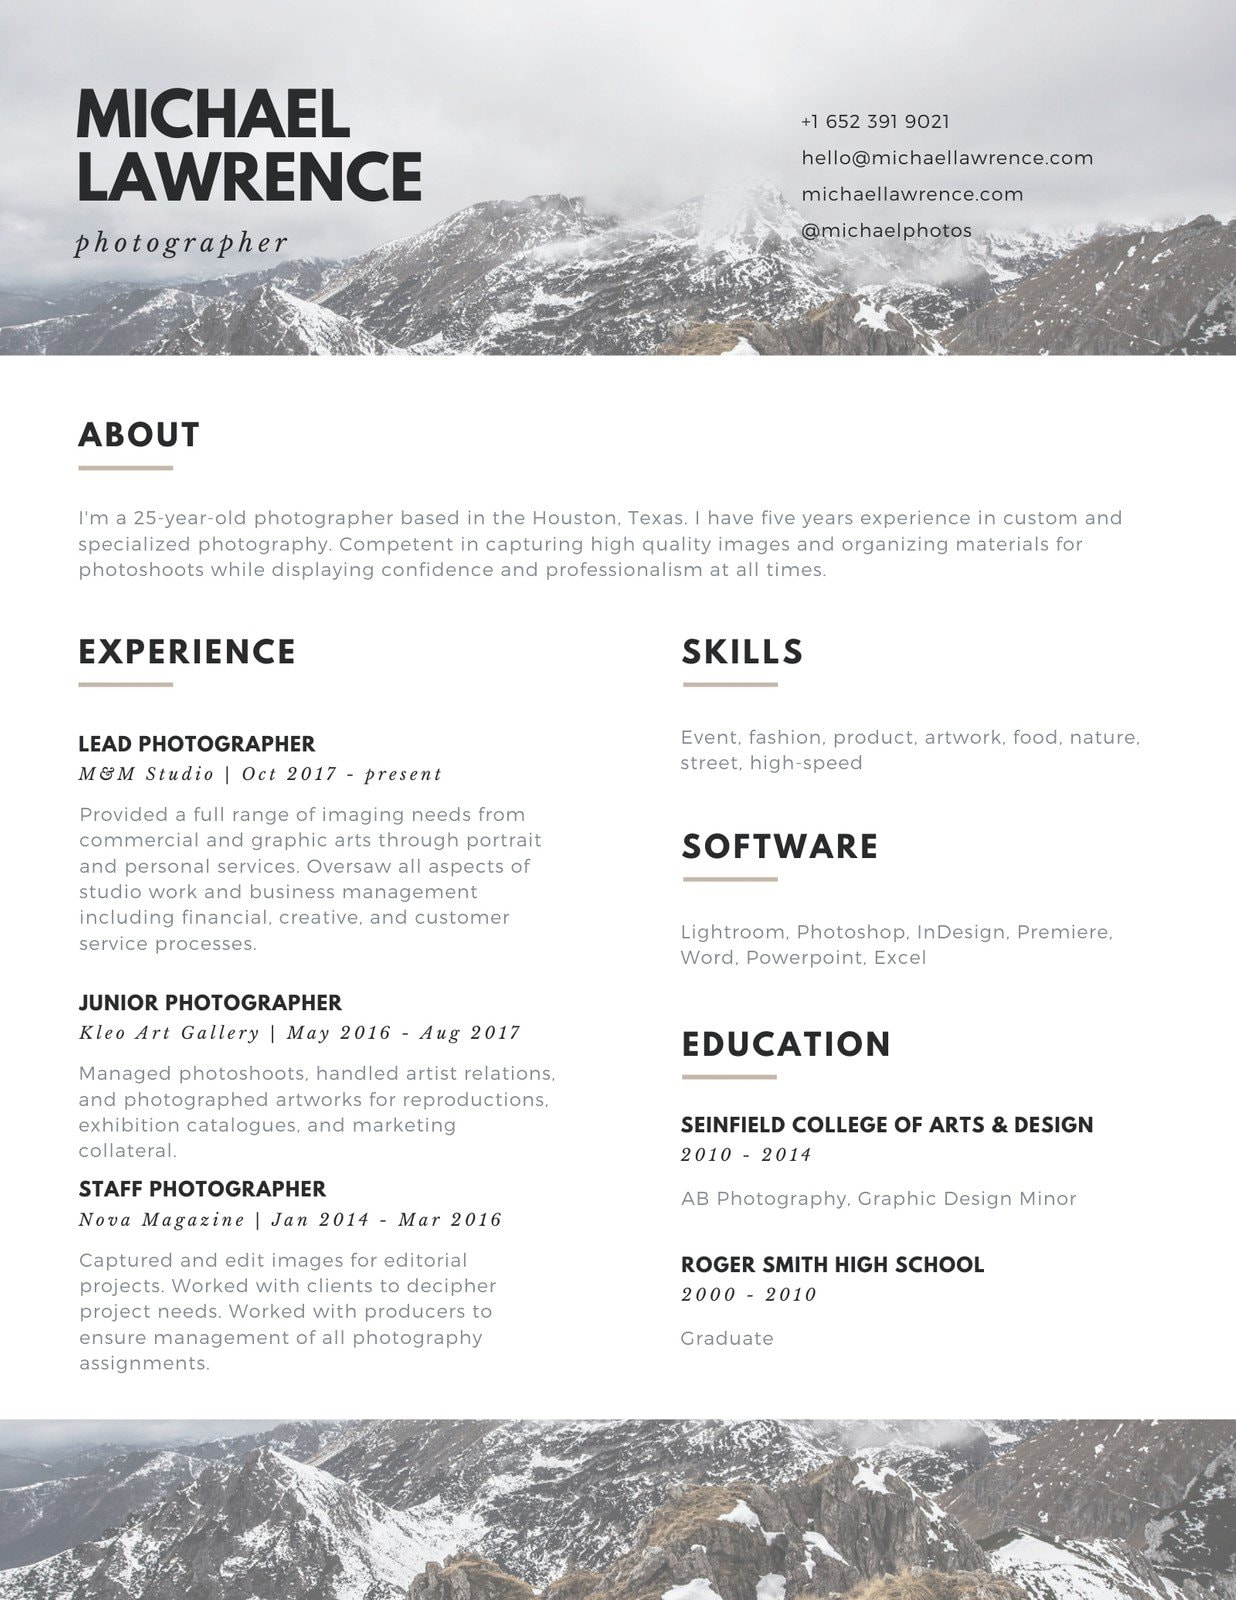 MICHAEL
LAWRENCE
photographer
+1 652 391 9021
hello@michaellawrence.com
michaellawrence.com
@michaelphotos
ABOUT
I'm a 25-year-old photographer based in the Houston, Texas. I have five years experience in custom and
specialized photography. Competent in capturing high quality images and organizing materials for
photoshoots while displaying confidence and professionalism at all times.
EXPERIENCE
LEAD PHOTOGRAPHER
M&M Studio | Oct 2017 - present
Provided a full range of imaging needs from
commercial and graphic arts through portrait
and personal services. Oversaw all aspects of
studio work and business management
including financial, creative, and customer
service processes.
JUNIOR PHOTOGRAPHER
Kleo Art Gallery | May 2016 - Aug 2017
Managed photoshoots, handled artist relations,
and photographed artworks for reproductions,
exhibition catalogues, and marketing
collateral.
STAFF PHOTOGRAPHER
Nova Magazine | Jan 2014 - Mar 2016
Captured and edit images for editorial
projects. Worked with clients to decipher
project needs. Worked with producers to
ensure management of all photography
assignments.
SKILLS
Event, fashion, product, artwork, food, nature,
street, high-speed
SOFTWARE
Lightroom, Photoshop, InDesign, Premiere,
Word, Powerpoint, Excel
EDUCATION
SEINFIELD COLLEGE OF ARTS & DESIGN
2010 - 2014
AB Photography, Graphic Design Minor
ROGER SMITH HIGH SCHOOL
2000 - 2010
Graduate